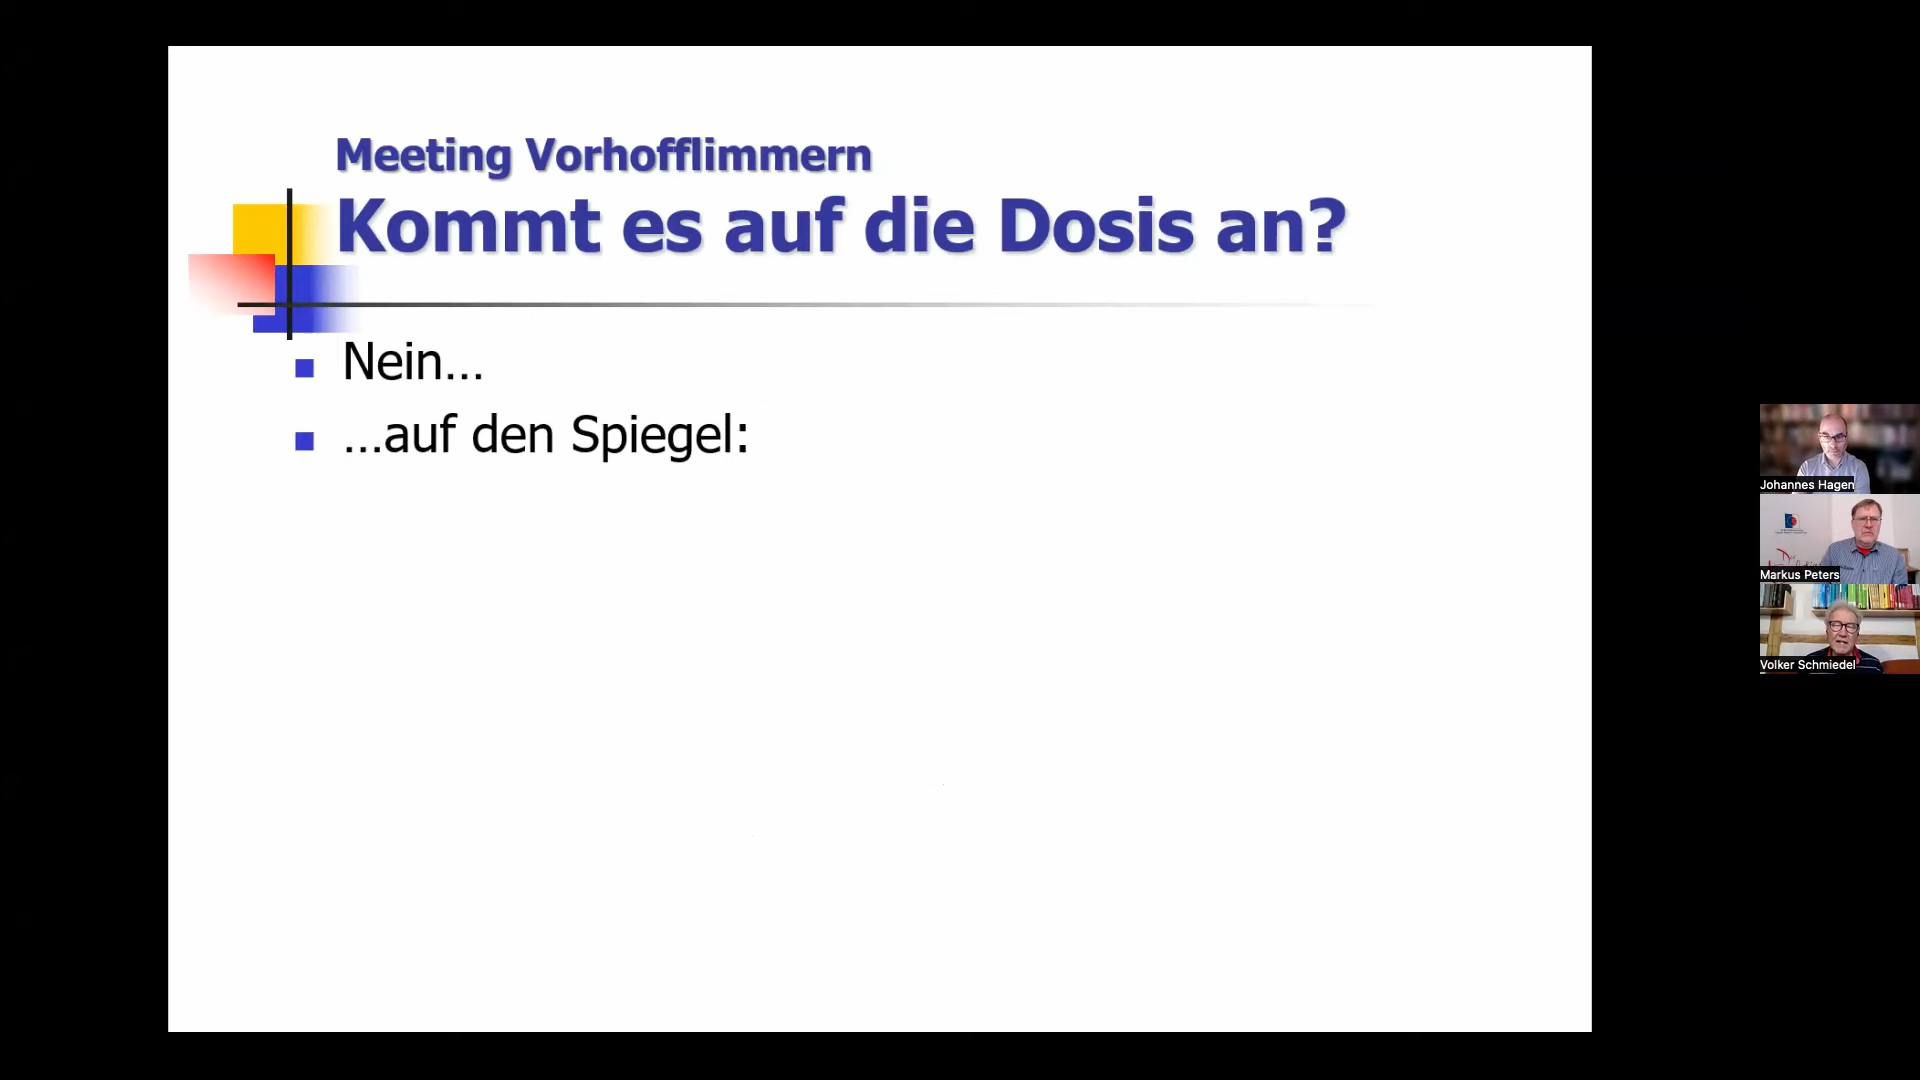 Meeting Vorhofflimmern
Kommt es auf die Dosis an?
Nein...
...auf den Spiegel:
Johannes Hagen
Markus Peters
Volker Schmiedel